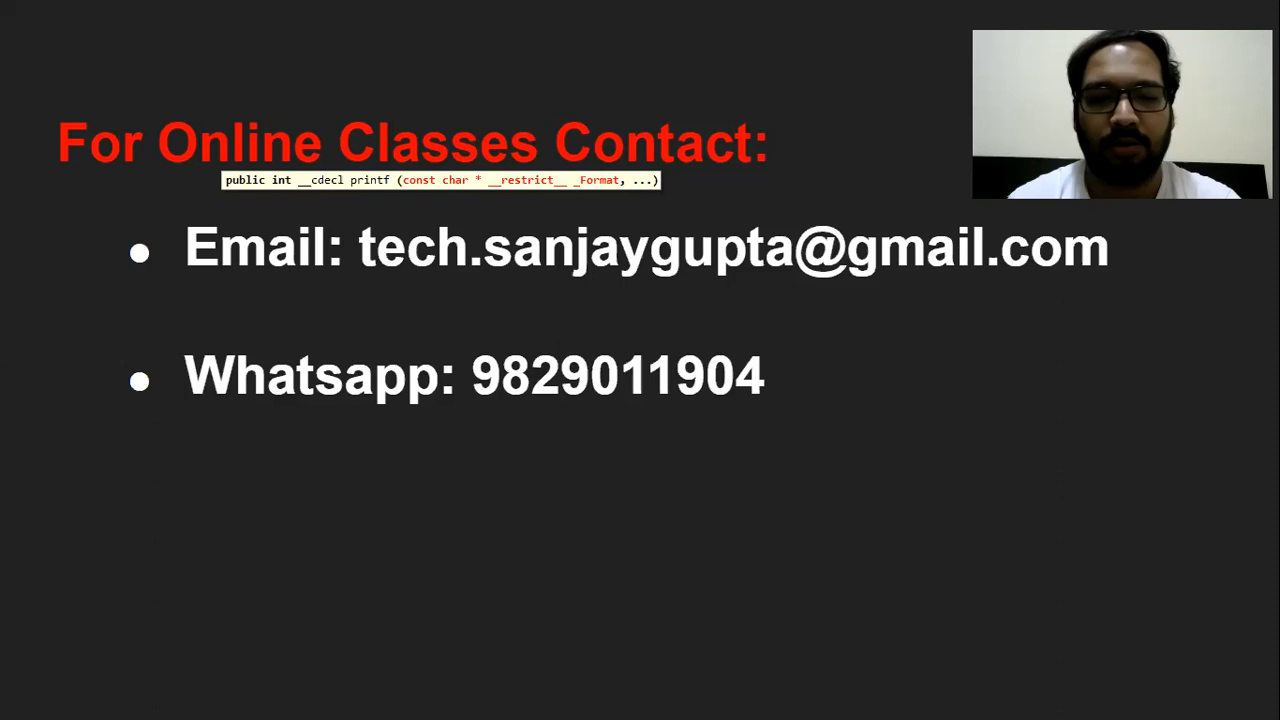 For Online Classes Contact:
public int __cdecl printf (const char * __restrict__ _Format, ...)
Email: tech.sanjaygupta@gmail.com
Whatsapp: 9829011904